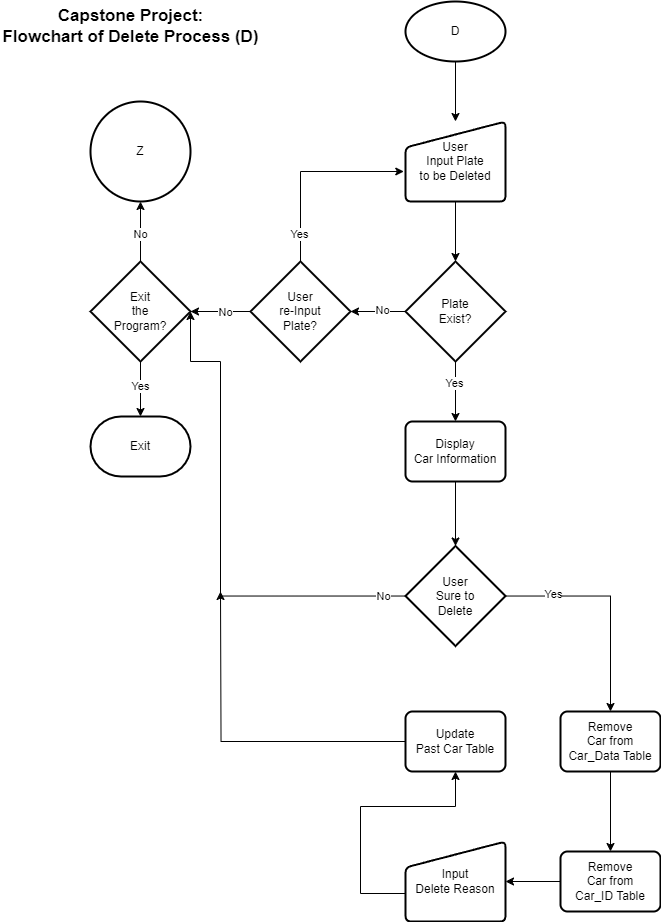 Capstone Project:
Flowchart of Delete Process (D)
D
Z
User
Input Plate
to be Deleted
No
Yes
Exit
the
Program?
No
User
re-Input
Plate?
No
Plate
Exist?
Yes
Yes
Exit
Display
Car Information
User
Sure to
Delete
No
Yes
Update
Past Car Table
Remove
Car from
Car_Data Table
Input
Delete Reason
Remove
Car from
Car_ID Table